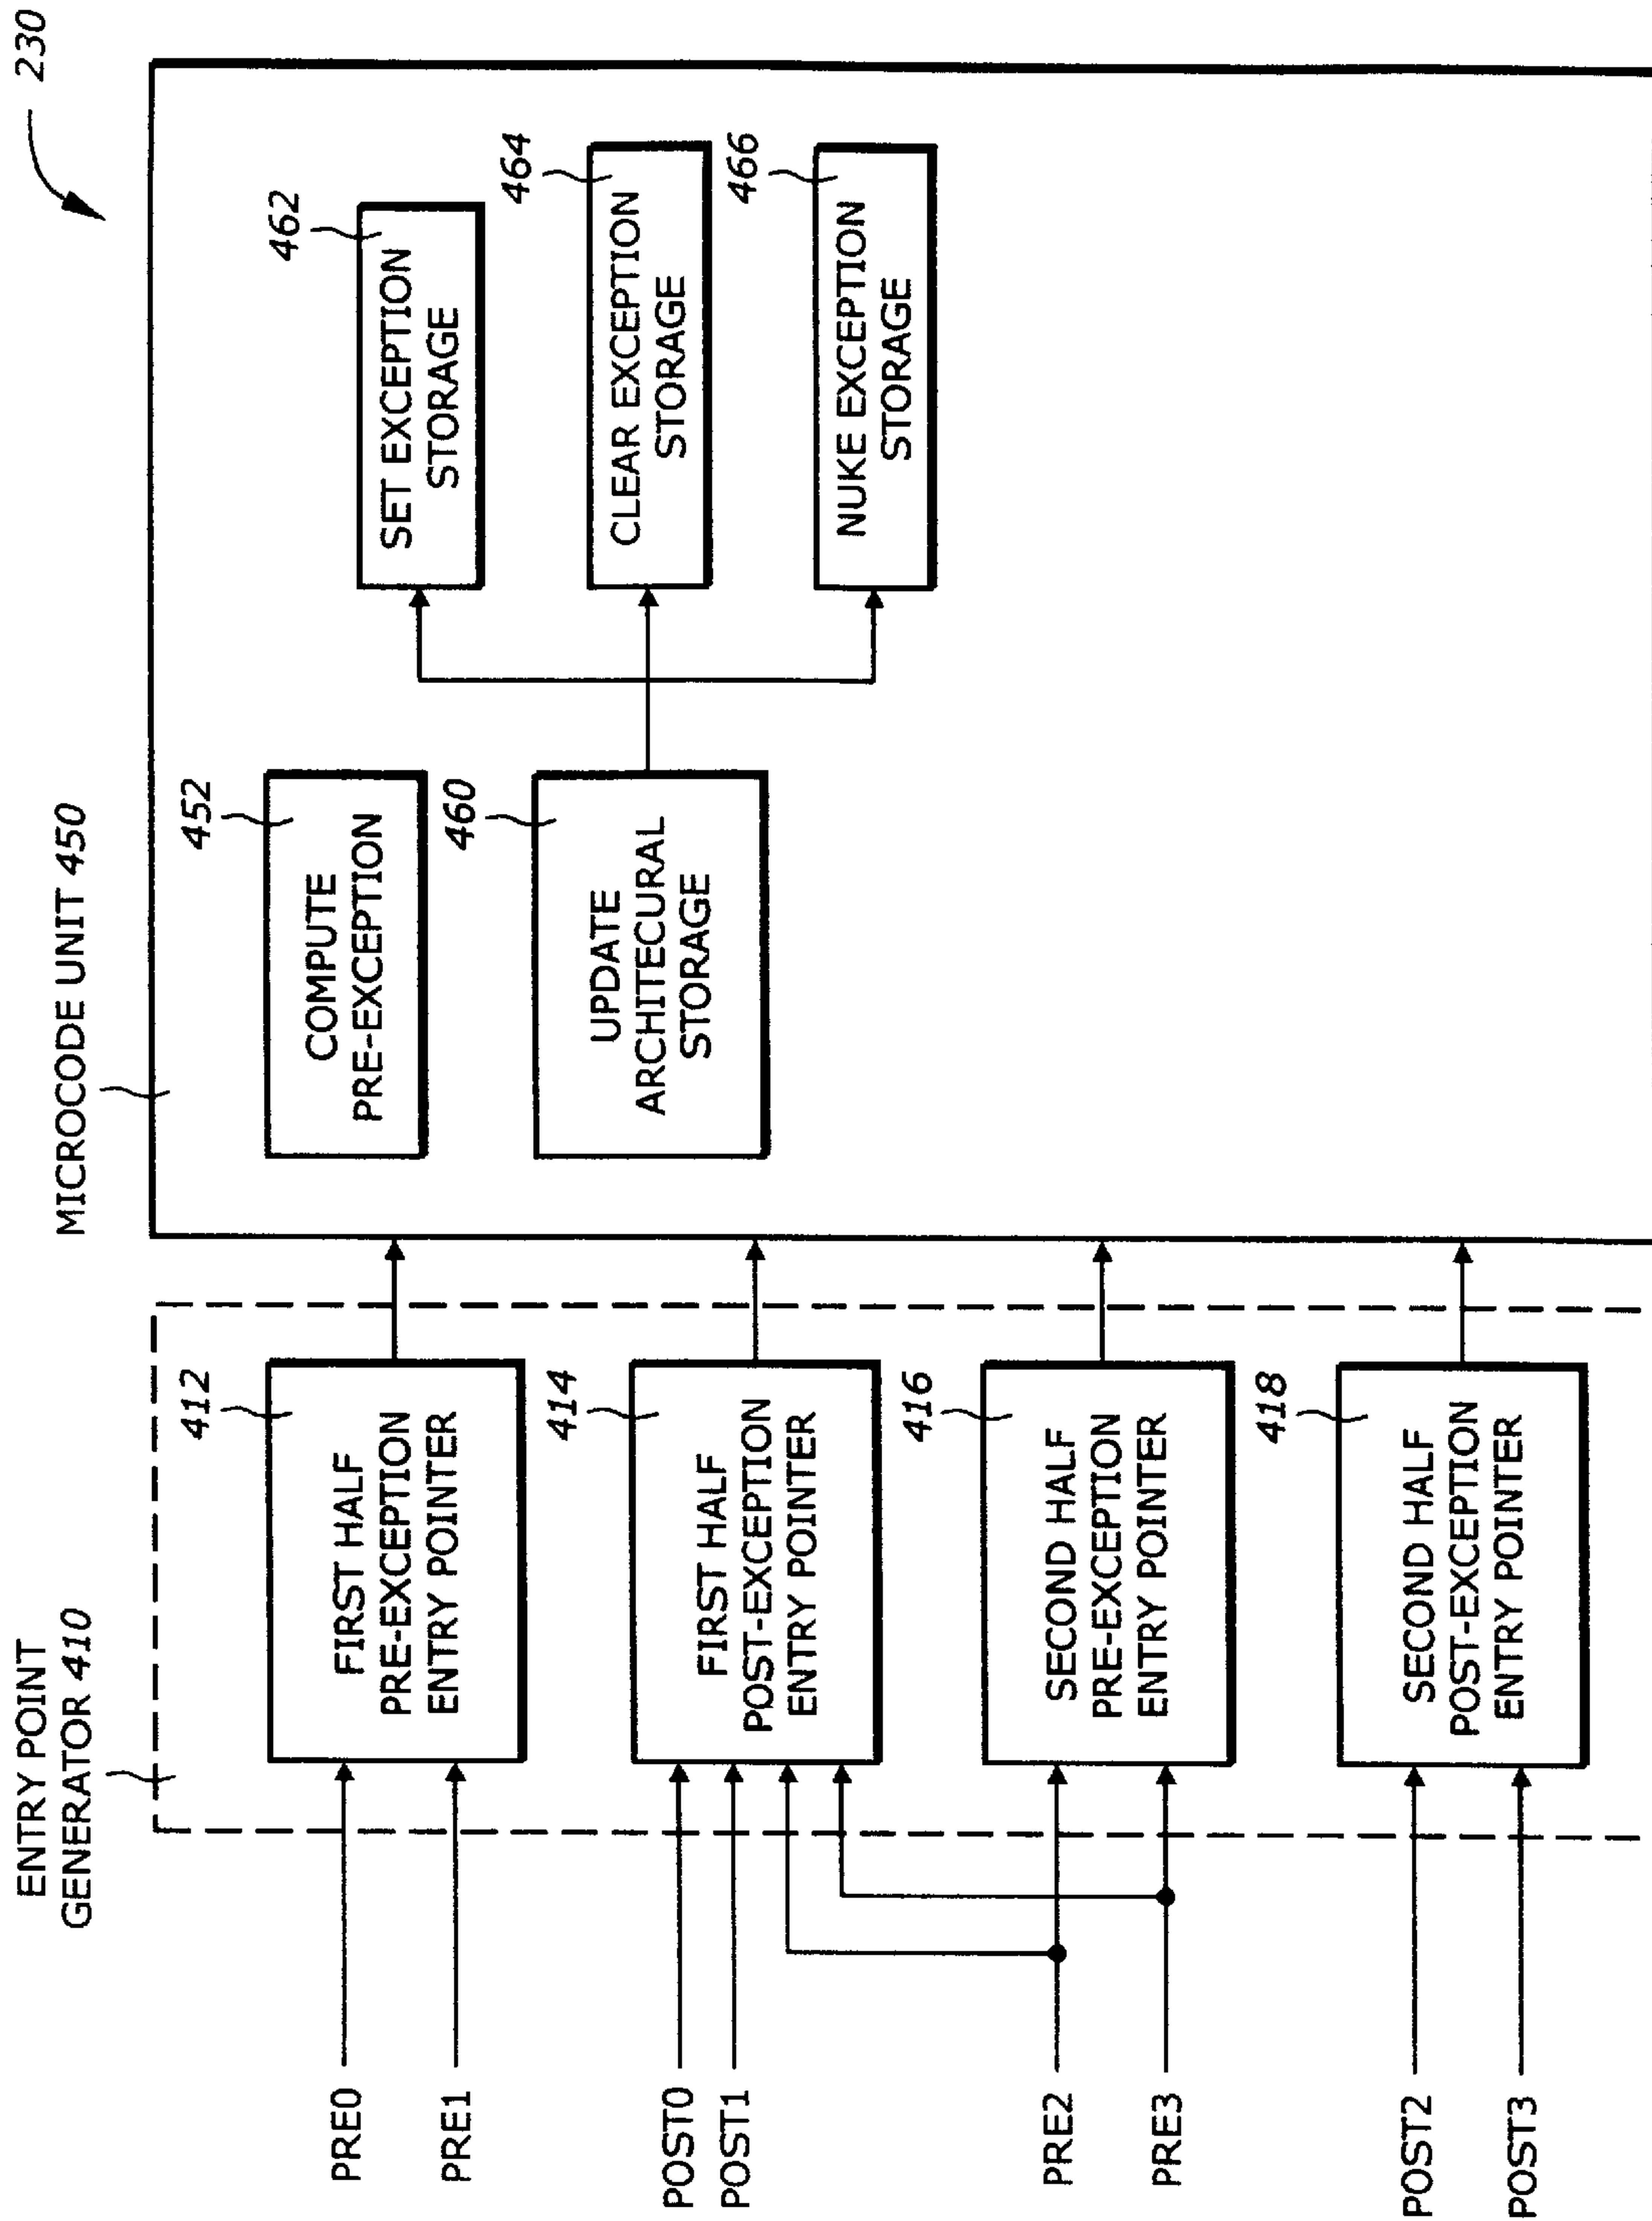 230
MICROCODE UNIT 450
ENTRY POINT
GENERATOR 410
PRE0
PRE1
POST0
POST1
PRE2
PRE3
POST2
POST3
412
FIRST HALF
PRE-EXCEPTION
ENTRY POINTER
414
FIRST HALF
POST-EXCEPTION
ENTRY POINTER
416
SECOND HALF
PRE-EXCEPTION
ENTRY POINTER
418
SECOND HALF
POST-EXCEPTION
ENTRY POINTER
452
COMPUTE
PRE-EXCEPTION
460
UPDATE
ARCHITECURAL
STORAGE
462
SET EXCEPTION
STORAGE
464
CLEAR EXCEPTION
STORAGE
466
NUKE EXCEPTION
STORAGE